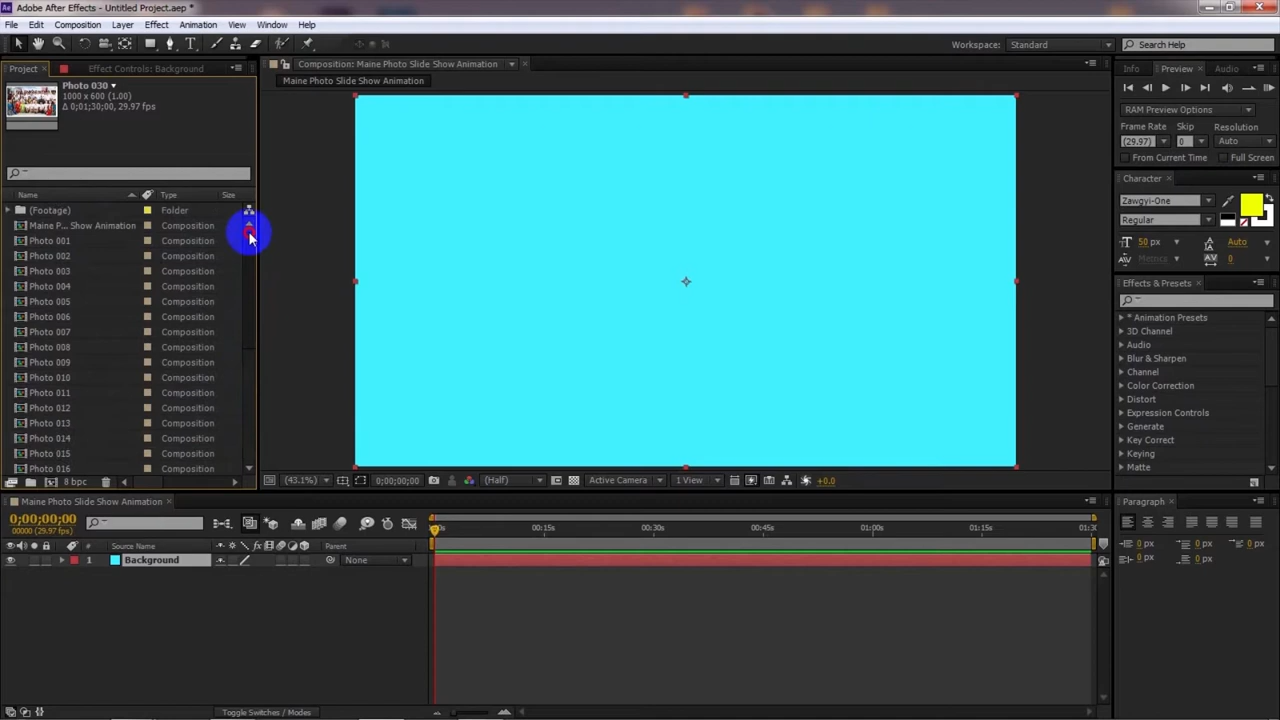 Adobe After Effects - Untitled Project.aep *
File Edit Composition Layer Effect Animation View Window Help
Workspace: Standard Search Help
Project Effect Controls: Background
Composition: Maine Photo Slide Show Animation
Info Preview Audio
Maine Photo Slide Show Animation
Photo 030
1000 x 600 (1.00)
Δ 0;01;30;00, 29.97 fps
RAM Preview Options
Frame Rate Skip Resolution
(29.97) 0 Auto
From Current Time Full Screen
Name Type Size
(Footage) Folder
Maine P... Show Animation Composition
Photo 001 Composition
Photo 002 Composition
Photo 003 Composition
Photo 004 Composition
Photo 005 Composition
Photo 006 Composition
Photo 007 Composition
Photo 008 Composition
Photo 009 Composition
Photo 010 Composition
Photo 011 Composition
Photo 012 Composition
Photo 013 Composition
Photo 014 Composition
Photo 015 Composition
Photo 016 Composition
8 bpc
Character
Zawgyi-One
Regular
50 px Auto
Metrics 0
Effects & Presets
* Animation Presets
3D Channel
Audio
Blur & Sharpen
Channel
Color Correction
Distort
Expression Controls
Generate
Key Correct
Keying
Matte
(43.1%) 0;00;00;00 (Half) Active Camera 1 View +0.0
Maine Photo Slide Show Animation
0;00;00;00
00000 (29.97 fps)
00:15s 00:30s 00:45s 01:00s 01:15s 01:30
# Source Name Parent
1 Background None
Toggle Switches / Modes
Paragraph
0 px 0 px 0 px
0 px 0 px